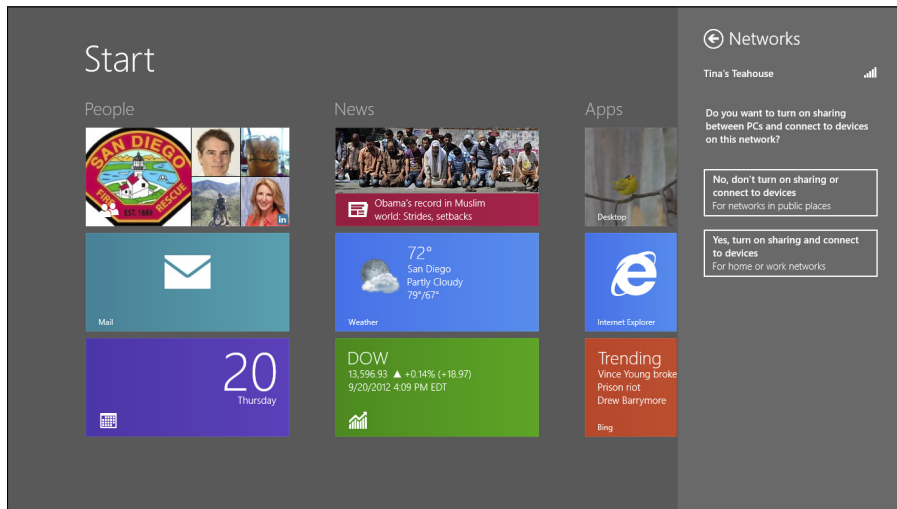 Start
People
SAN DIEGO
FIRE RESCUE
EST. 1889
in
Mail
20
Thursday
News
Obama's record in Muslim
world: Strides, setbacks
72°
San Diego
Partly Cloudy
79°/67°
Weather
DOW
13,596.93 ▲ +0.14% (+18.97)
9/20/2012 4:09 PM EDT
Apps
Desktop
Internet Explorer
Trending
Vince Young broke
Prison riot
Drew Barrymore
Bing
Networks
Tina's Teahouse
Do you want to turn on sharing
between PCs and connect to devices
on this network?
No, don't turn on sharing or
connect to devices
For networks in public places
Yes, turn on sharing and connect
to devices
For home or work networks